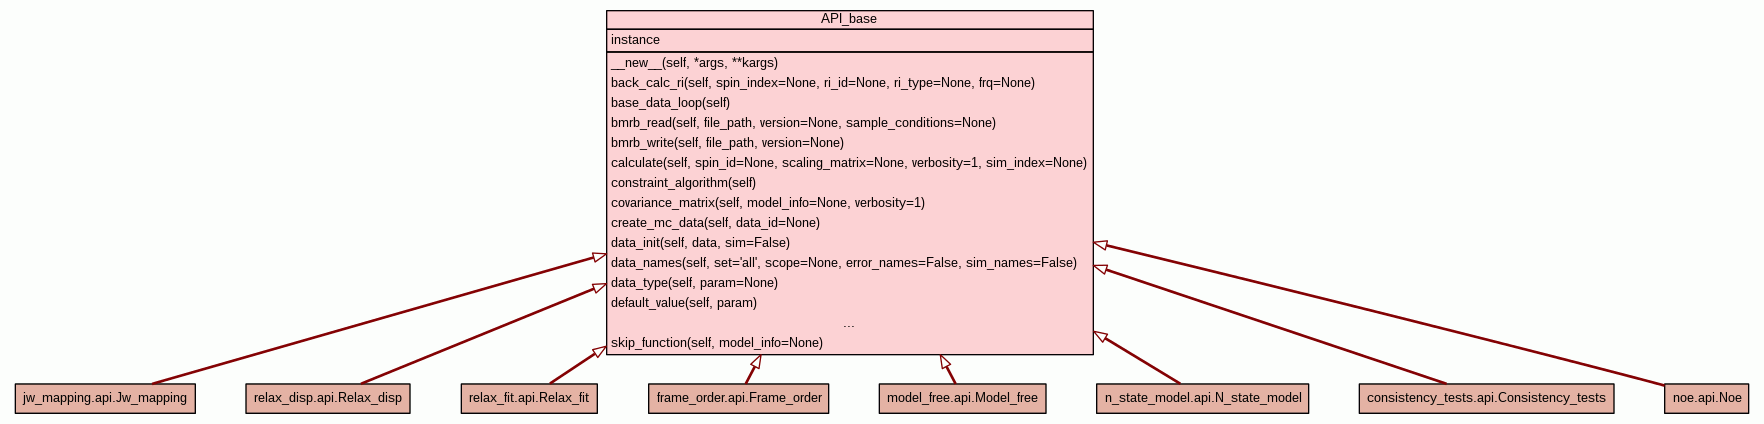 API_base
instance
__new__(self, *args, **kargs)
back_calc_ri(self, spin_index=None, ri_id=None, ri_type=None, frq=None)
base_data_loop(self)
bmrb_read(self, file_path, version=None, sample_conditions=None)
bmrb_write(self, file_path, version=None)
calculate(self, spin_id=None, scaling_matrix=None, verbosity=1, sim_index=None)
constraint_algorithm(self)
covariance_matrix(self, model_info=None, verbosity=1)
create_mc_data(self, data_id=None)
data_init(self, data, sim=False)
data_names(self, set='all', scope=None, error_names=False, sim_names=False)
data_type(self, param=None)
default_value(self, param)
...
skip_function(self, model_info=None)
jw_mapping.api.Jw_mapping
relax_disp.api.Relax_disp
relax_fit.api.Relax_fit
frame_order.api.Frame_order
model_free.api.Model_free
n_state_model.api.N_state_model
consistency_tests.api.Consistency_tests
noe.api.Noe